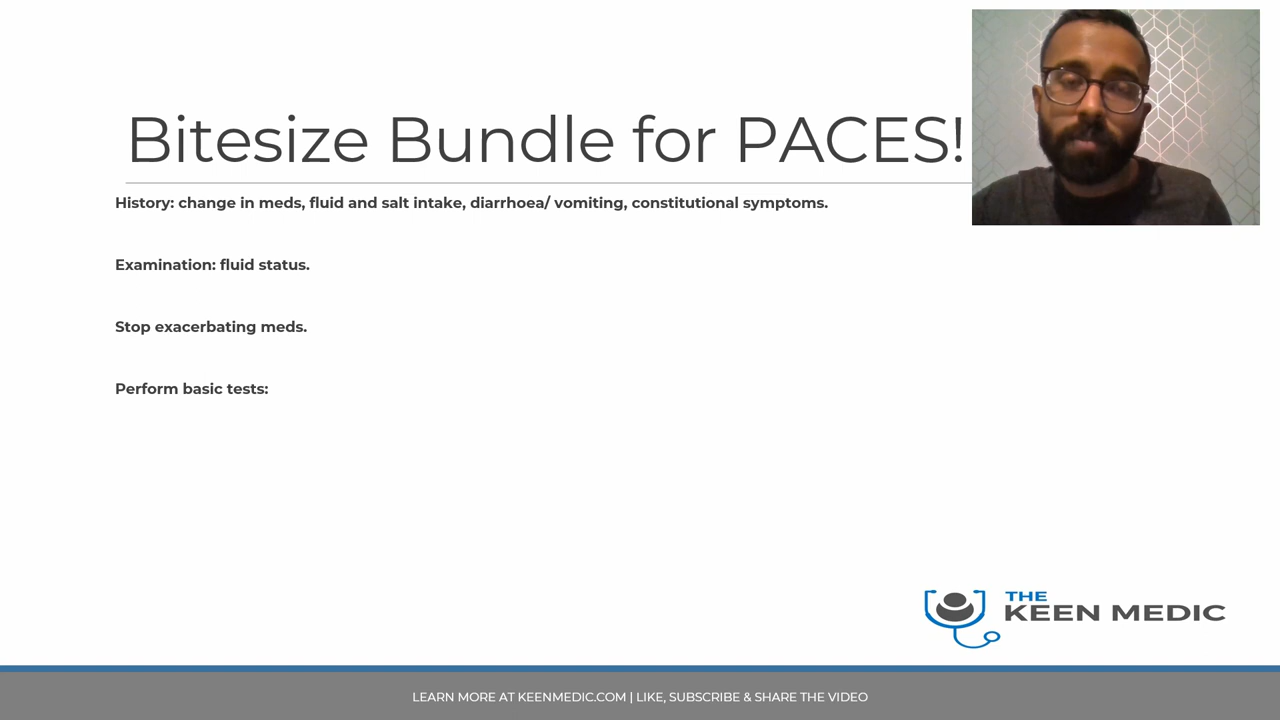 Bitesize Bundle for PACES!
History: change in meds, fluid and salt intake, diarrhoea/ vomiting, constitutional symptoms.
Examination: fluid status.
Stop exacerbating meds.
Perform basic tests:
THE
KEEN MEDIC
LEARN MORE AT KEENMEDIC.COM | LIKE, SUBSCRIBE & SHARE THE VIDEO